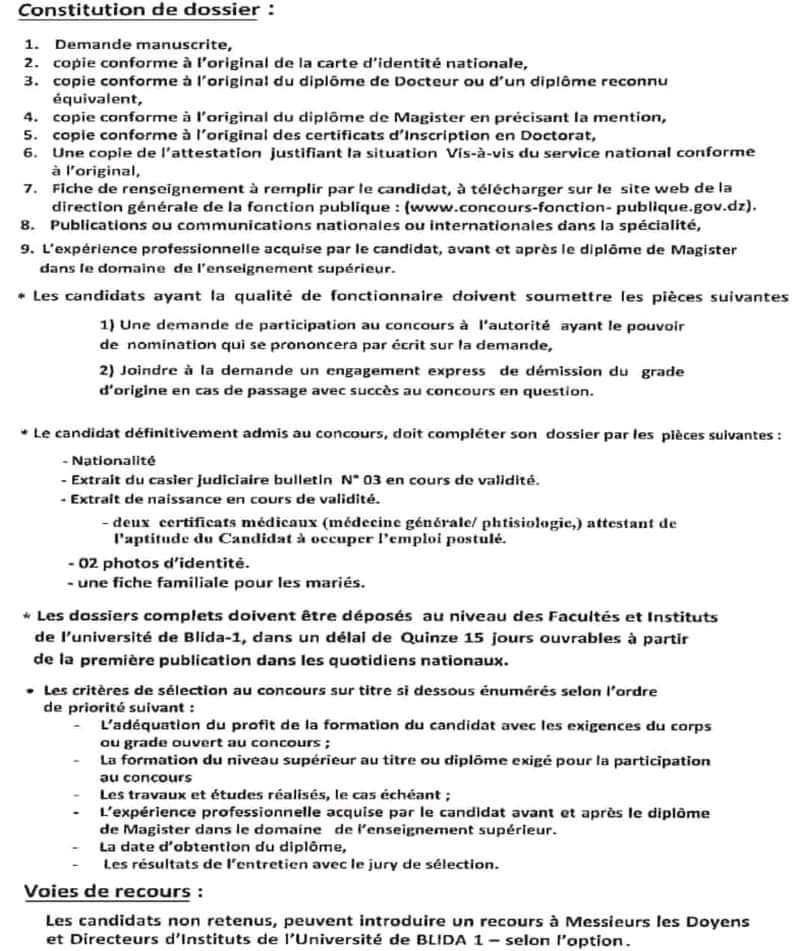 Constitution de dossier :
1. Demande manuscrite,
2. copie conforme à l'original de la carte d'identité nationale,
3. copie conforme à l'original du diplôme de Docteur ou d'un diplôme reconnu
équivalent,
4. copie conforme à l'original du diplôme de Magister en précisant la mention,
5. copie conforme à l'original des certificats d'Inscription en Doctorat,
6. Une copie de l'attestation justifiant la situation Vis-à-vis du service national conforme
à l'original,
7. Fiche de renseignement à remplir par le candidat, à télécharger sur le site web de la
direction générale de la fonction publique : (www.concours-fonction- publique.gov.dz).
8. Publications ou communications nationales ou internationales dans la spécialité,
9. L'expérience professionnelle acquise par le candidat, avant et après le diplôme de Magister
dans le domaine de l'enseignement supérieur.
* Les candidats ayant la qualité de fonctionnaire doivent soumettre les pièces suivantes
1) Une demande de participation au concours à l'autorité ayant le pouvoir
de nomination qui se prononcera par écrit sur la demande,
2) Joindre à la demande un engagement express de démission du grade
d'origine en cas de passage avec succès au concours en question.
* Le candidat définitivement admis au concours, doit compléter son dossier par les pièces suivantes :
- Nationalité
- Extrait du casier judiciaire bulletin N° 03 en cours de validité.
- Extrait de naissance en cours de validité.
- deux certificats médicaux (médecine générale/ phtisiologie,) attestant de
l'aptitude du Candidat à occuper l'emploi postulé.
- 02 photos d'identité.
- une fiche familiale pour les mariés.
* Les dossiers complets doivent être déposés au niveau des Facultés et Instituts
de l'université de Blida-1, dans un délai de Quinze 15 jours ouvrables à partir
de la première publication dans les quotidiens nationaux.
• Les critères de sélection au concours sur titre si dessous énumérés selon l'ordre
de priorité suivant :
- L'adéquation du profit de la formation du candidat avec les exigences du corps
ou grade ouvert au concours ;
- La formation du niveau supérieur au titre ou diplôme exigé pour la participation
au concours
- Les travaux et études réalisés, le cas échéant ;
- L'expérience professionnelle acquise par le candidat avant et après le diplôme
de Magister dans le domaine de l'enseignement supérieur.
- La date d'obtention du diplôme,
- Les résultats de l'entretien avec le jury de sélection.
Voies de recours :
Les candidats non retenus, peuvent introduire un recours à Messieurs les Doyens
et Directeurs d'Instituts de l'Université de BLIDA 1 – selon l'option.